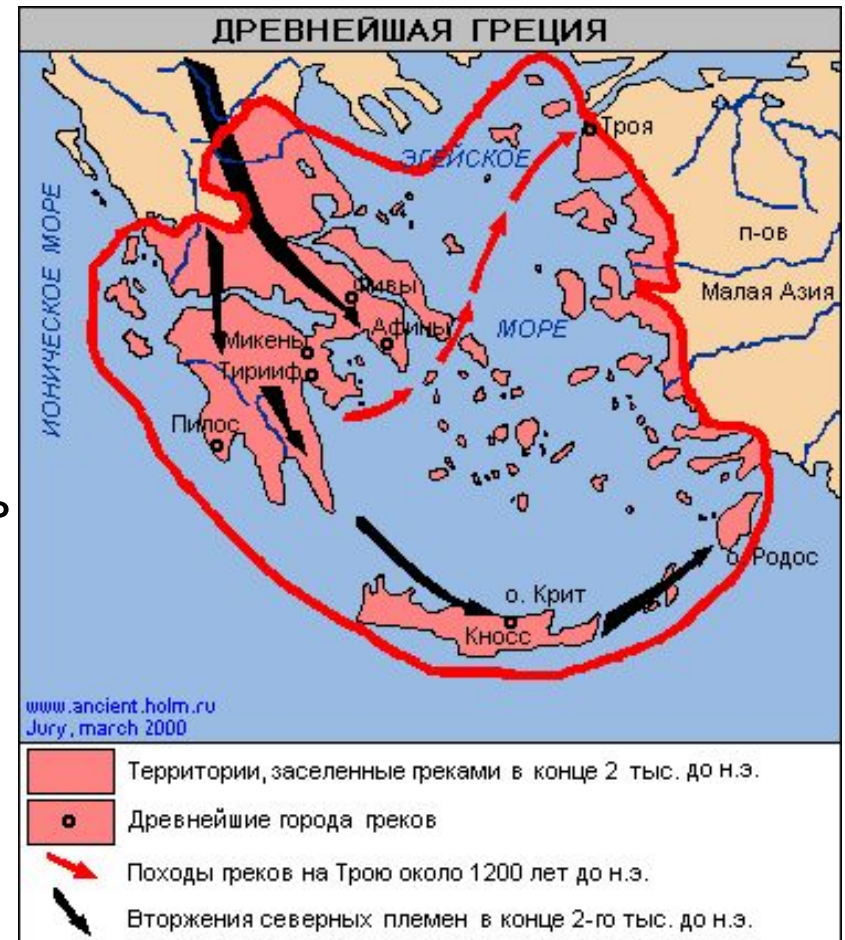 ДРЕВНЕЙШАЯ ГРЕЦИЯ
Троя
ЭГЕЙСКОЕ
ИОНИЧЕСКОЕ МОРЕ
п-ов
Малая Азия
Фивы
Афины
МОРЕ
Микены
Тирииф
Пилос
о. Родос
о. Крит
Кносс
www.ancient.holm.ru
Jury, march 2000
Территории, заселенные греками в конце 2 тыс. до н.э.
Древнейшие города греков
Походы греков на Трою около 1200 лет до н.э.
Вторжения северных племен в конце 2-го тыс. до н.э.